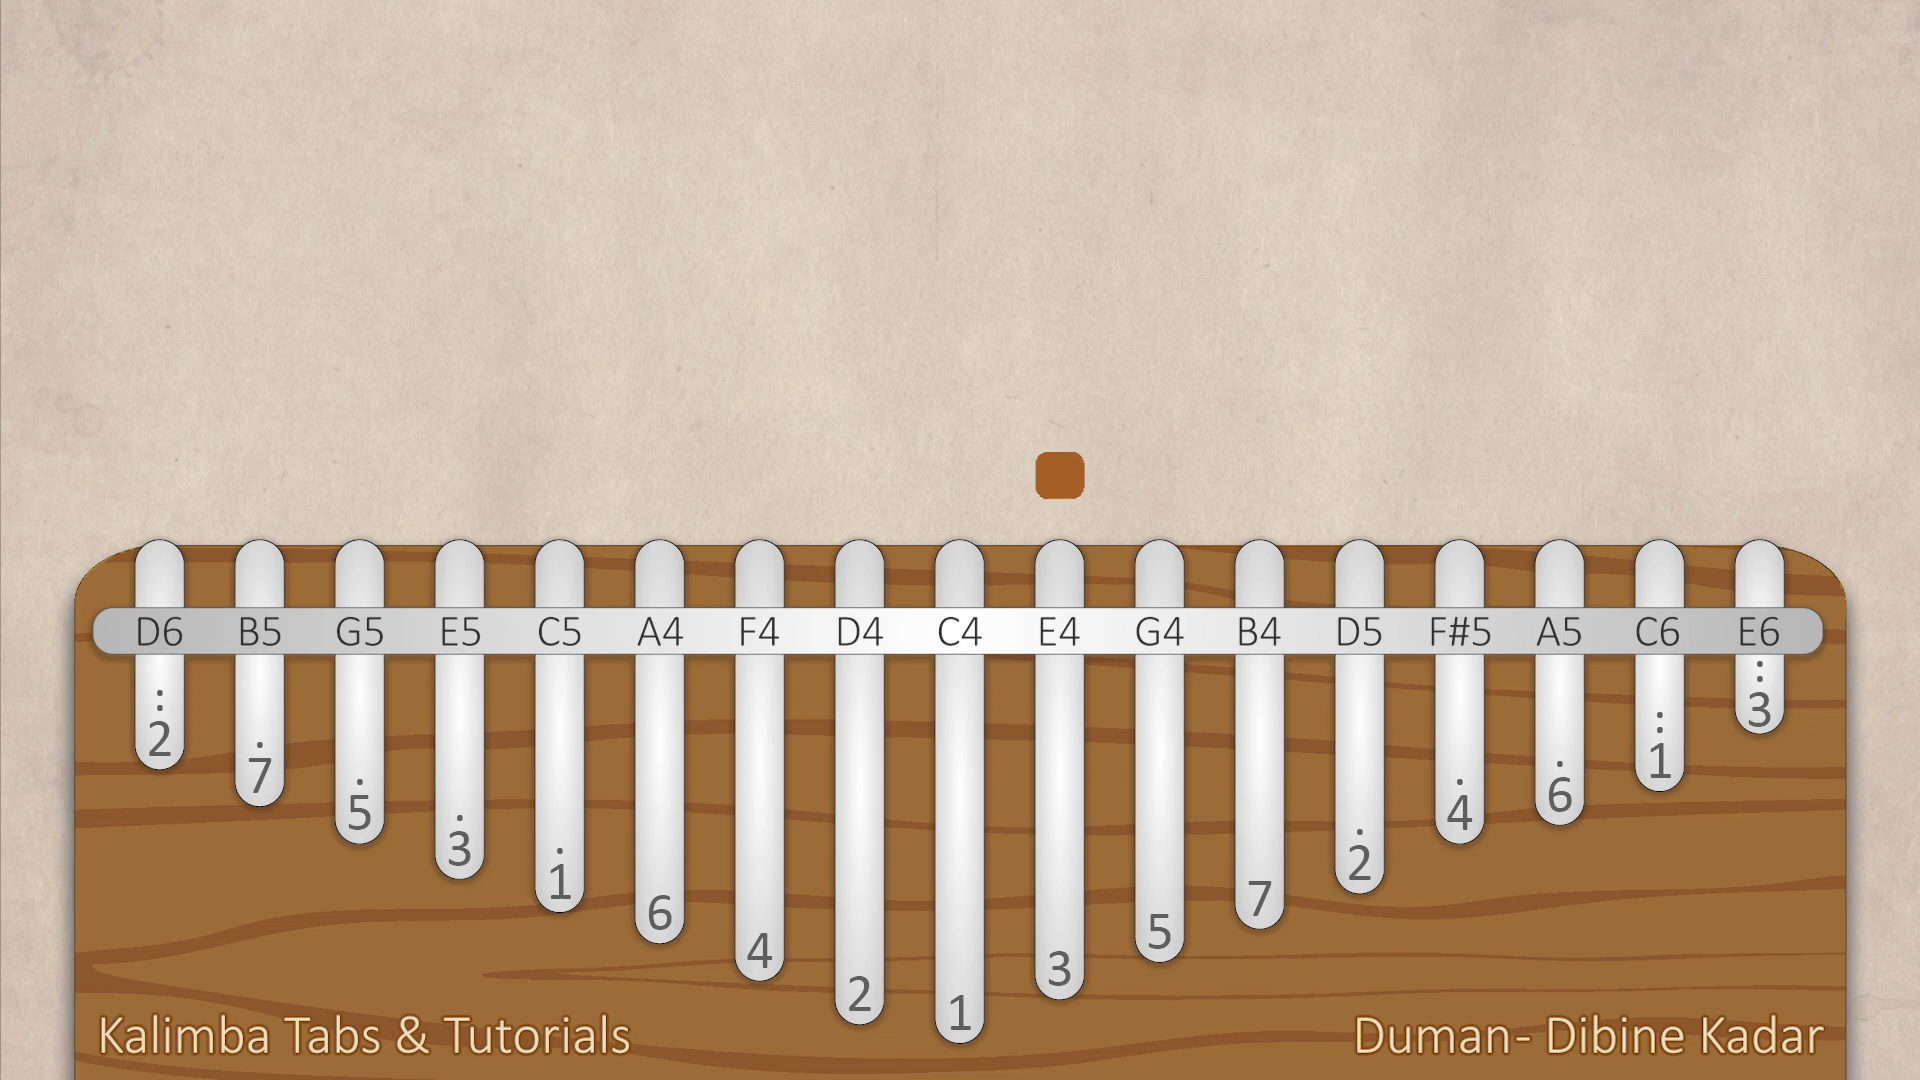 D6 B5 G5 E5 C5 A4 F4 D4 C4 E4 G4 B4 D5 F#5 A5 C6 E6
2 7 5 3 1 6 4 2 1 3 5 7 2 4 6 1 3
Kalimba Tabs & Tutorials
Duman- Dibine Kadar